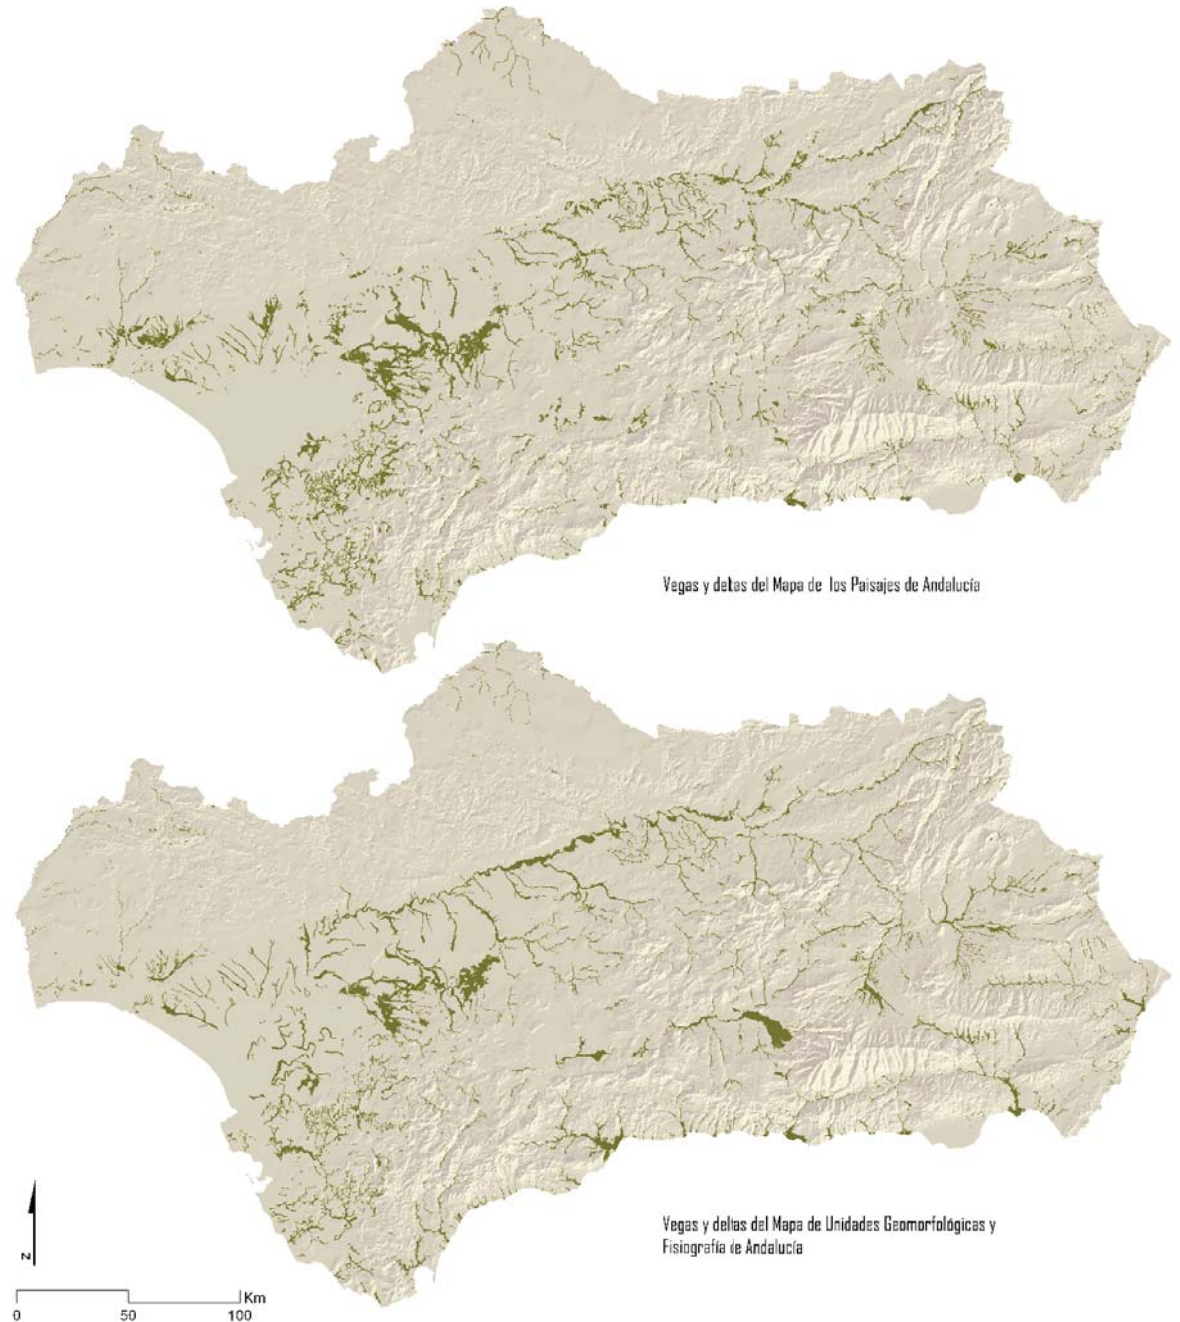 Vegas y deltas del Mapa de los Paisajes de Andalucía
Vegas y deltas del Mapa de Unidades Geomorfológicas y
Fisiografía de Andalucía
N
Km
0 50 100